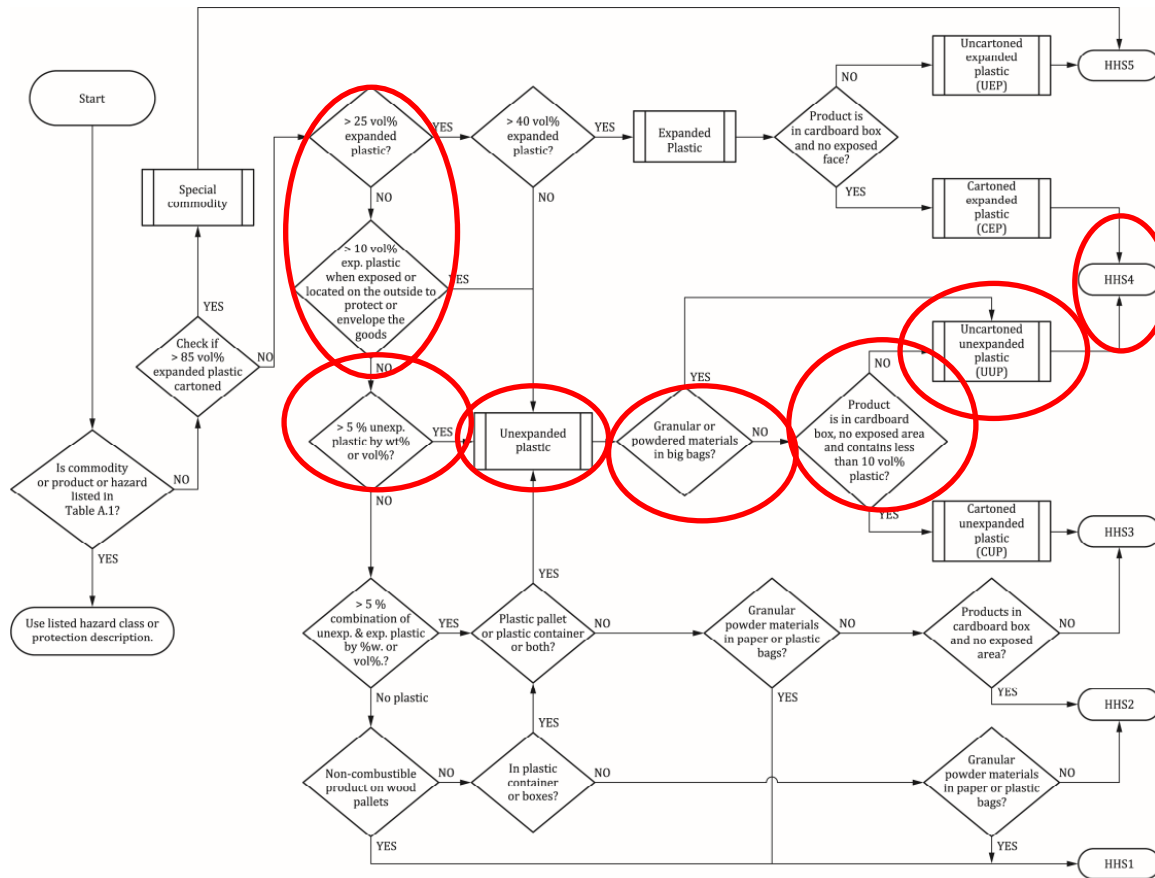 Start
Is commodity
or product or hazard
listed in
Table A.1?
NO
YES
Use listed hazard class or
protection description.
Check if
> 85 vol%
expanded plastic
cartoned
YES
NO
Special
commodity
> 25 vol%
expanded
plastic?
YES
NO
> 40 vol%
expanded
plastic?
YES
NO
Expanded
Plastic
Product is
in cardboard box
and no exposed
face?
NO
YES
Uncartoned
expanded
plastic
(UEP)
HHS5
Cartoned
expanded
plastic
(CEP)
HHS4
> 10 vol%
exp. plastic
when exposed or
located on the outside to
protect or
envelope the
goods
YES
NO
> 5 % unexp.
plastic by wt%
or vol%?
YES
NO
Unexpanded
plastic
Granular or
powdered materials
in big bags?
YES
NO
Product
is in cardboard
box, no exposed area
and contains less
than 10 vol%
plastic?
NO
YES
Uncartoned
unexpanded
plastic
(UUP)
Cartoned
unexpanded
plastic
(CUP)
HHS3
> 5 %
combination of
unexp. & exp. plastic
by %w. or
vol%.?
YES
No plastic
Plastic pallet
or plastic container
or both?
YES
NO
Granular
powder materials
in paper or plastic
bags?
NO
YES
Products in
cardboard box
and no exposed
area?
NO
YES
HHS2
Non-combustible
product on wood
pallets
NO
YES
In plastic
container
or boxes?
YES
NO
Granular
powder materials
in paper or plastic
bags?
NO
YES
HHS1